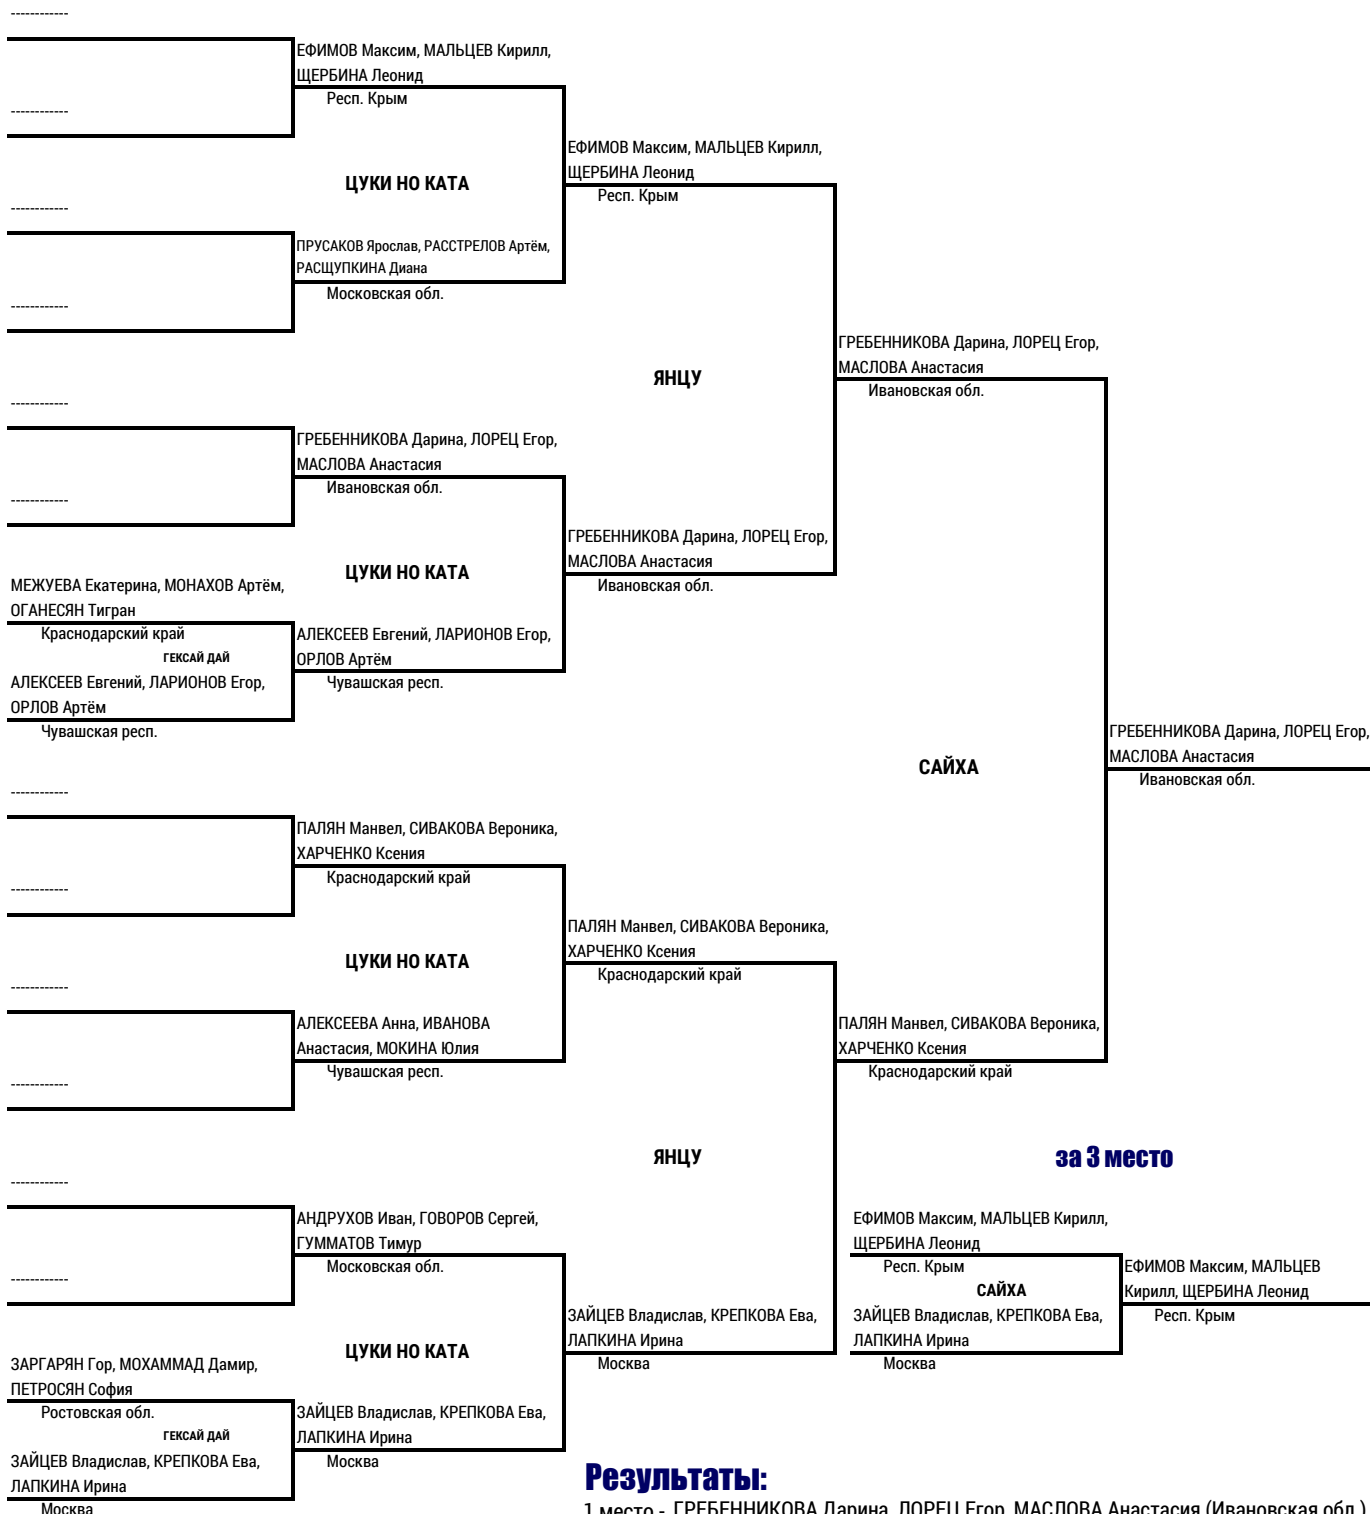 ------------
ЕФИМОВ Максим, МАЛЬЦЕВ Кирилл,
ЩЕРБИНА Леонид
Респ. Крым
------------
ЕФИМОВ Максим, МАЛЬЦЕВ Кирилл,
ЩЕРБИНА Леонид
Респ. Крым
ЦУКИ НО КАТА
------------
ПРУСАКОВ Ярослав, РАССТРЕЛОВ Артём,
РАСЩУПКИНА Диана
Московская обл.
------------
ГРЕБЕННИКОВА Дарина, ЛОРЕЦ Егор,
МАСЛОВА Анастасия
Ивановская обл.
ЯНЦУ
------------
ГРЕБЕННИКОВА Дарина, ЛОРЕЦ Егор,
МАСЛОВА Анастасия
Ивановская обл.
------------
ГРЕБЕННИКОВА Дарина, ЛОРЕЦ Егор,
МАСЛОВА Анастасия
Ивановская обл.
ЦУКИ НО КАТА
МЕЖУЕВА Екатерина, МОНАХОВ Артём,
ОГАНЕСЯН Тигран
Краснодарский край
ГЕКСАЙ ДАЙ
АЛЕКСЕЕВ Евгений, ЛАРИОНОВ Егор,
ОРЛОВ Артём
Чувашская респ.
АЛЕКСЕЕВ Евгений, ЛАРИОНОВ Егор,
ОРЛОВ Артём
Чувашская респ.
ГРЕБЕННИКОВА Дарина, ЛОРЕЦ Егор,
МАСЛОВА Анастасия
Ивановская обл.
САЙХА
------------
ПАЛЯН Манвел, СИВАКОВА Вероника,
ХАРЧЕНКО Ксения
Краснодарский край
------------
ПАЛЯН Манвел, СИВАКОВА Вероника,
ХАРЧЕНКО Ксения
Краснодарский край
ЦУКИ НО КАТА
------------
АЛЕКСЕЕВА Анна, ИВАНОВА
Анастасия, МОКИНА Юлия
Чувашская респ.
ПАЛЯН Манвел, СИВАКОВА Вероника,
ХАРЧЕНКО Ксения
Краснодарский край
------------
ЯНЦУ
за 3 место
------------
АНДРУХОВ Иван, ГОВОРОВ Сергей,
ГУММАТОВ Тимур
Московская обл.
------------
ЕФИМОВ Максим, МАЛЬЦЕВ Кирилл,
ЩЕРБИНА Леонид
Респ. Крым
САЙХА
ЗАЙЦЕВ Владислав, КРЕПКОВА Ева,
ЛАПКИНА Ирина
Москва
ЕФИМОВ Максим, МАЛЬЦЕВ
Кирилл, ЩЕРБИНА Леонид
Респ. Крым
ЗАЙЦЕВ Владислав, КРЕПКОВА Ева,
ЛАПКИНА Ирина
Москва
ЦУКИ НО КАТА
ЗАРГАРЯН Гор, МОХАММАД Дамир,
ПЕТРОСЯН София
Ростовская обл.
ГЕКСАЙ ДАЙ
ЗАЙЦЕВ Владислав, КРЕПКОВА Ева,
ЛАПКИНА Ирина
Москва
ЗАЙЦЕВ Владислав, КРЕПКОВА Ева,
ЛАПКИНА Ирина
Москва
Результаты:
1 место - ГРЕБЕННИКОВА Дарина, ЛОРЕЦ Егор, МАСЛОВА Анастасия (Ивановская обл.)